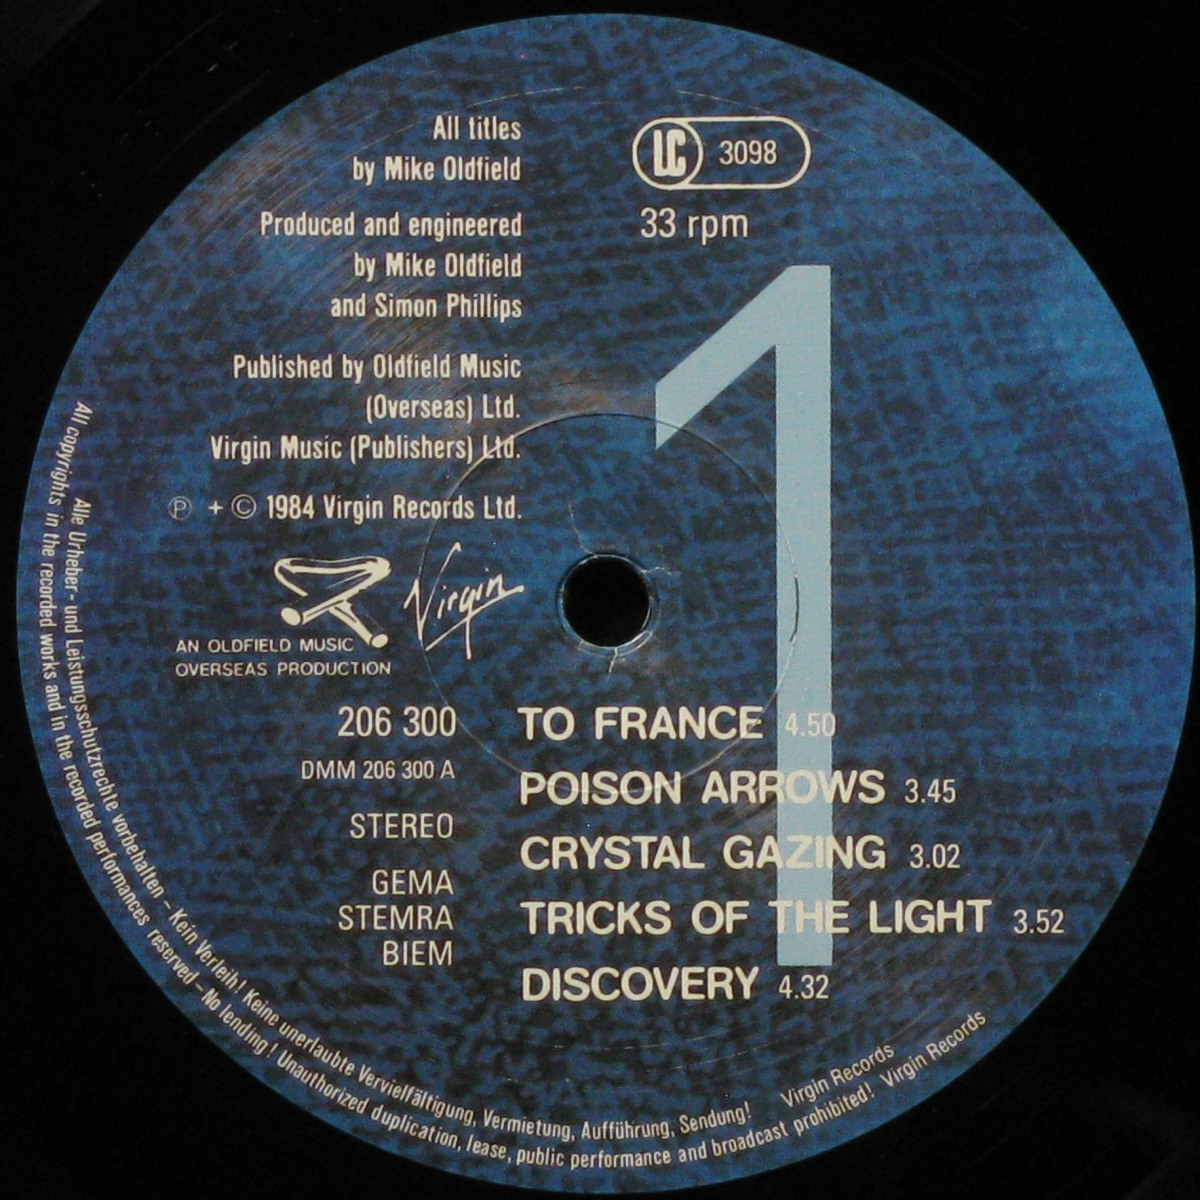 All titles
by Mike Oldfield
Produced and engineered
by Mike Oldfield
and Simon Phillips
Published by Oldfield Music
(Overseas) Ltd.
Virgin Music (Publishers) Ltd.
Ⓟ + © 1984 Virgin Records Ltd.
AN OLDFIELD MUSIC
OVERSEAS PRODUCTION
Virgin
LC 3098
33 rpm
1
206 300
DMM 206 300 A
STEREO
GEMA
STEMRA
BIEM
TO FRANCE 4.50
POISON ARROWS 3.45
CRYSTAL GAZING 3.02
TRICKS OF THE LIGHT 3.52
DISCOVERY 4.32
Alle Urheber- und Leistungsschutzrechte vorbehalten – Kein Verleih! Keine unerlaubte Vervielfältigung, Vermietung, Aufführung, Sendung! Virgin Records
All copyrights in the recorded works and in the recorded performances reserved – No lending! Unauthorized duplication, lease, public performance and broadcast prohibited! Virgin Records